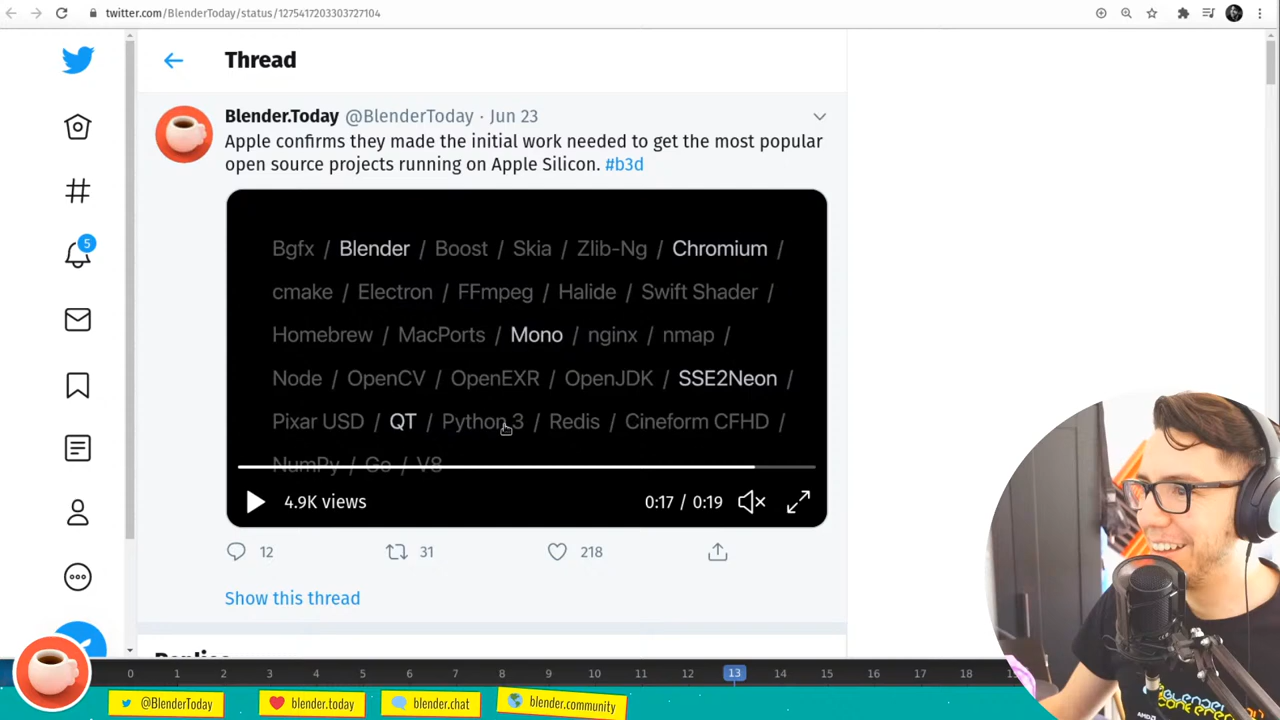 twitter.com/BlenderToday/status/1275417203303727104
Thread
Blender.Today @BlenderToday · Jun 23
Apple confirms they made the initial work needed to get the most popular
open source projects running on Apple Silicon. #b3d
5
Bgfx / Blender / Boost / Skia / Zlib-Ng / Chromium /
cmake / Electron / FFmpeg / Halide / Swift Shader /
Homebrew / MacPorts / Mono / nginx / nmap /
Node / OpenCV / OpenEXR / OpenJDK / SSE2Neon /
Pixar USD / QT / Python 3 / Redis / Cineform CFHD /
NumPy / Go / V8
4.9K views
0:17 / 0:19
12 31 218
Show this thread
Replies
0 1 2 3 4 5 6 7 8 9 10 11 12 13 14 15 16 17 18
@BlenderToday
blender.today
blender.chat
blender.community
AMD